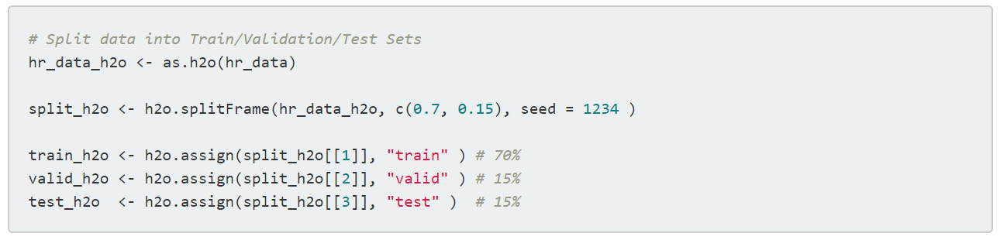 # Split data into Train/Validation/Test Sets
hr_data_h2o <- as.h2o(hr_data)
split_h2o <- h2o.splitFrame(hr_data_h2o, c(0.7, 0.15), seed = 1234 )
train_h2o <- h2o.assign(split_h2o[[1]], "train" ) # 70%
valid_h2o <- h2o.assign(split_h2o[[2]], "valid" ) # 15%
test_h2o  <- h2o.assign(split_h2o[[3]], "test" )  # 15%